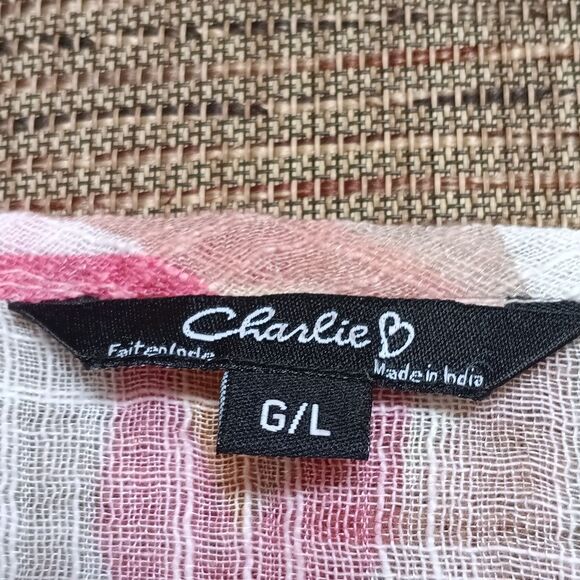 Charlie B
Fait en Inde
Made in India
G/L